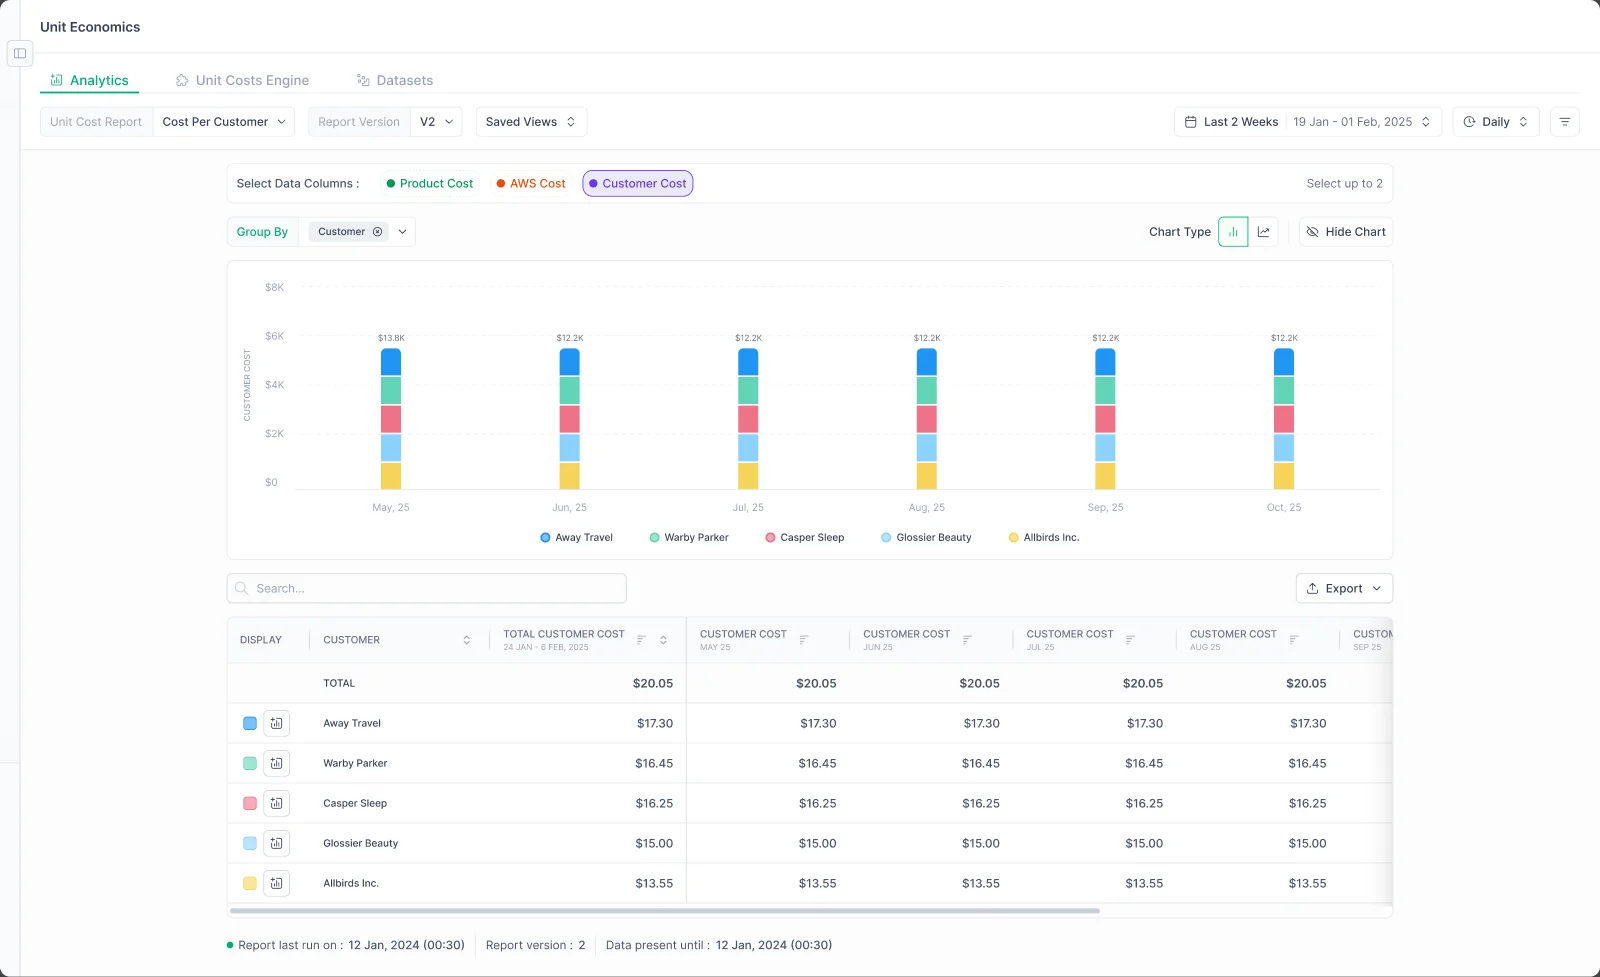 Unit Economics
Analytics Unit Costs Engine Datasets
Unit Cost Report Cost Per Customer Report Version V2 Saved Views Last 2 Weeks 19 Jan - 01 Feb, 2025 Daily
Select Data Columns : Product Cost AWS Cost Customer Cost Select up to 2
Group By Customer Chart Type Hide Chart
$8K
$6K
$4K
$2K
$0
CUSTOMER COST
$13.8K $12.2K $12.2K $12.2K $12.2K $12.2K
May, 25 Jun, 25 Jul, 25 Aug, 25 Sep, 25 Oct, 25
Away Travel Warby Parker Casper Sleep Glossier Beauty Allbirds Inc.
Search... Export
DISPLAY CUSTOMER TOTAL CUSTOMER COST CUSTOMER COST CUSTOMER COST CUSTOMER COST CUSTOMER COST CUSTOM
24 JAN - 6 FEB, 2025 MAY 25 JUN 25 JUL 25 AUG 25 SEP 25
TOTAL $20.05 $20.05 $20.05 $20.05 $20.05
Away Travel $17.30 $17.30 $17.30 $17.30 $17.30
Warby Parker $16.45 $16.45 $16.45 $16.45 $16.45
Casper Sleep $16.25 $16.25 $16.25 $16.25 $16.25
Glossier Beauty $15.00 $15.00 $15.00 $15.00 $15.00
Allbirds Inc. $13.55 $13.55 $13.55 $13.55 $13.55
Report last run on : 12 Jan, 2024 (00:30) Report version : 2 Data present until : 12 Jan, 2024 (00:30)